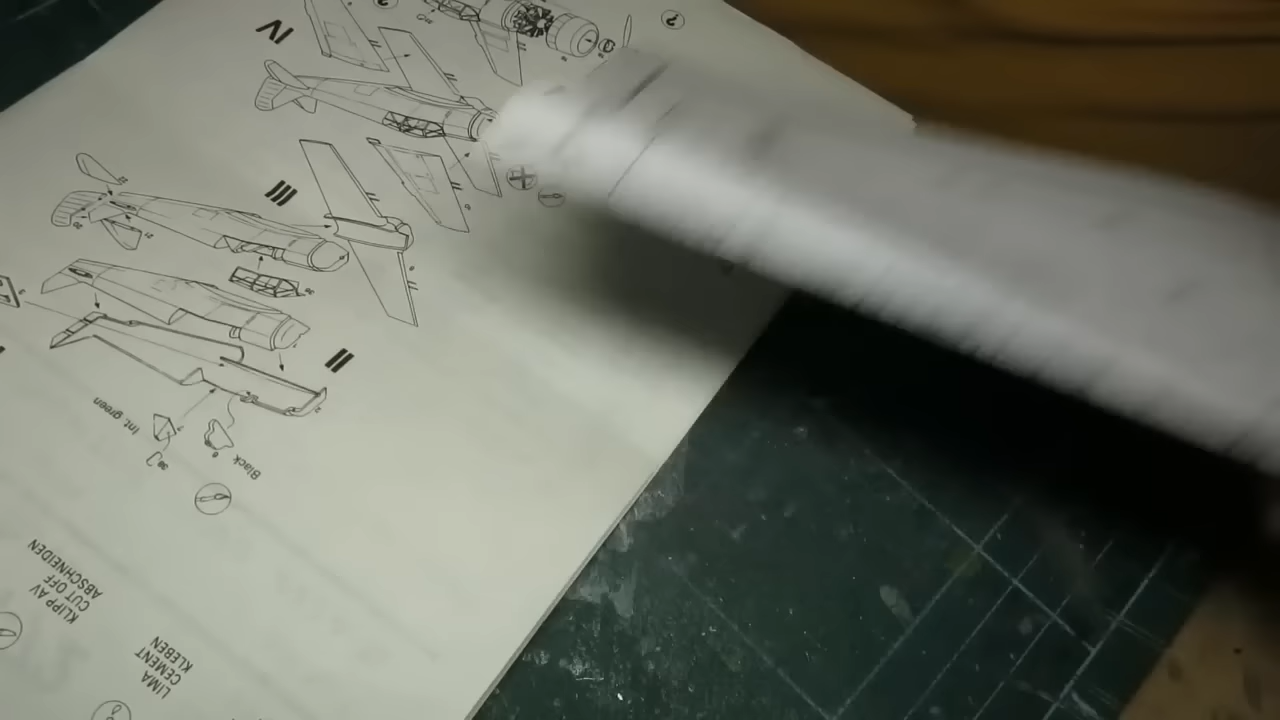 II
III
IV
Int. green
Black
KLIPP AV
CUT OFF
ABSCHNEIDEN
LIMA
CEMENT
KLEBEN